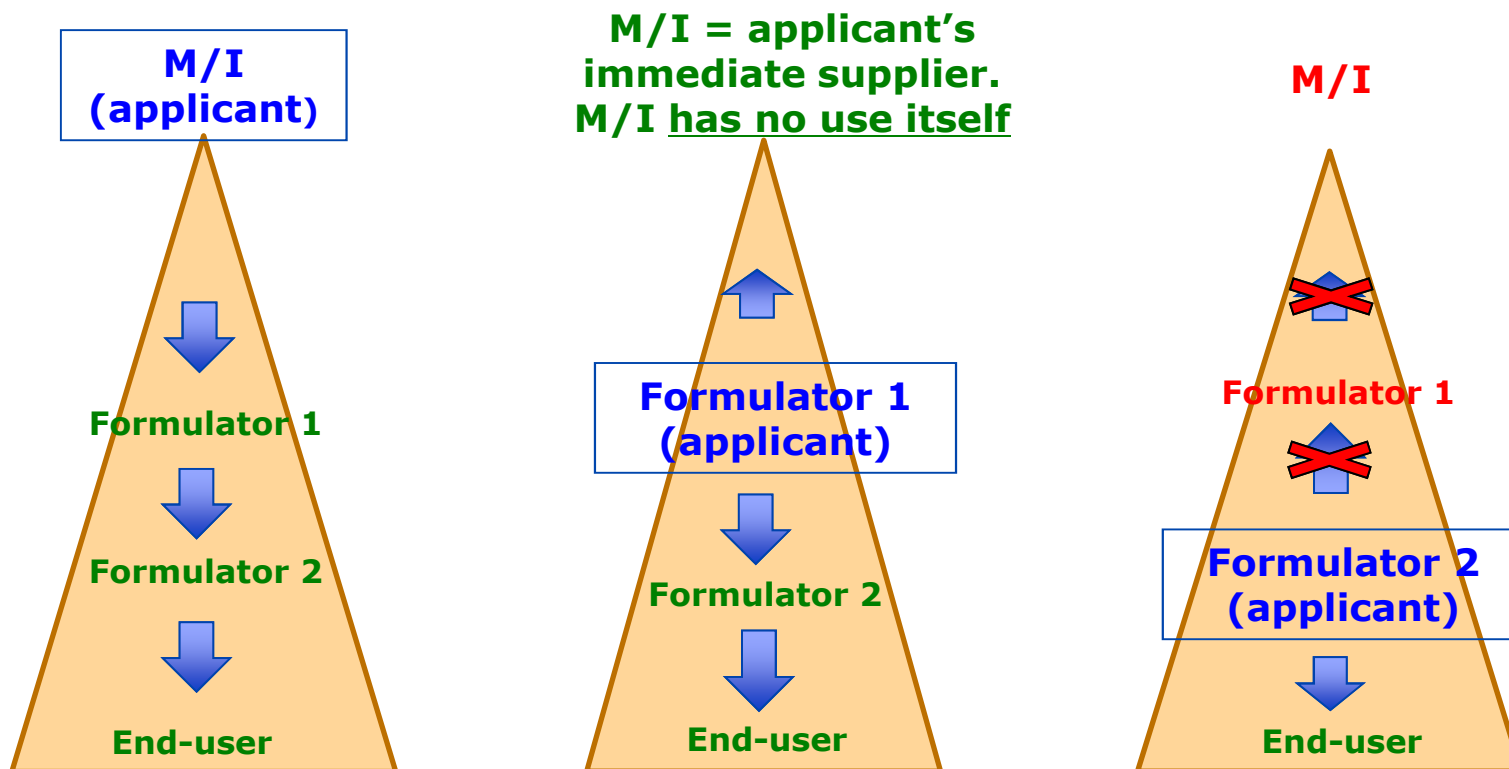 M/I
(applicant)
Formulator 1
Formulator 2
End-user
M/I = applicant’s
immediate supplier.
M/I has no use itself
Formulator 1
(applicant)
Formulator 2
End-user
M/I
Formulator 1
Formulator 2
(applicant)
End-user